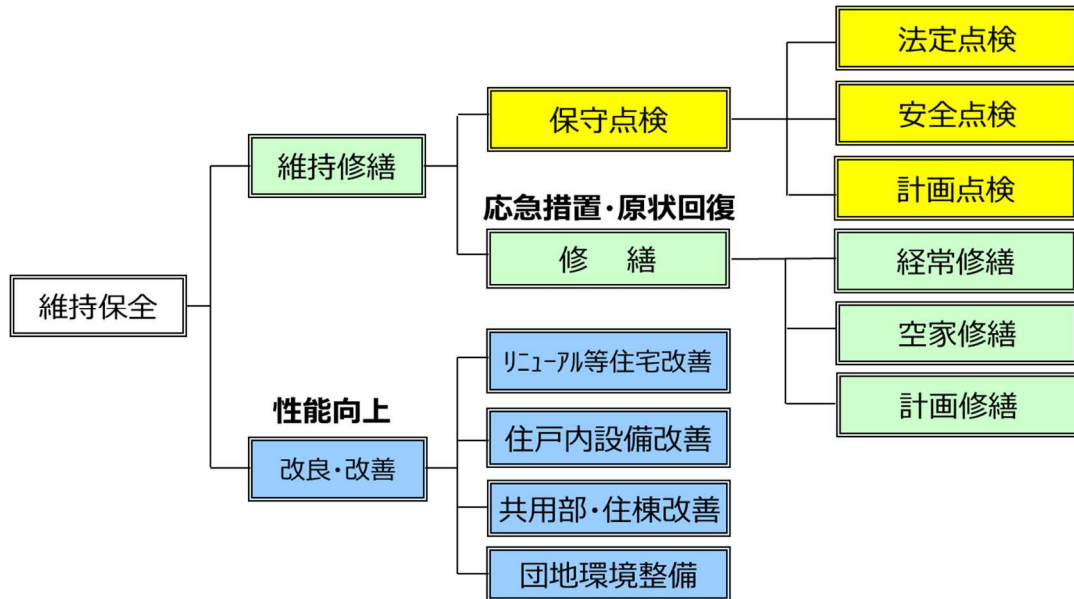 維持保全
維持修繕
保守点検
法定点検
安全点検
計画点検
応急措置・原状回復
修　繕
経常修繕
空家修繕
計画修繕
性能向上
改良・改善
ﾘﾆｭｰｱﾙ等住宅改善
住戸内設備改善
共用部・住棟改善
団地環境整備